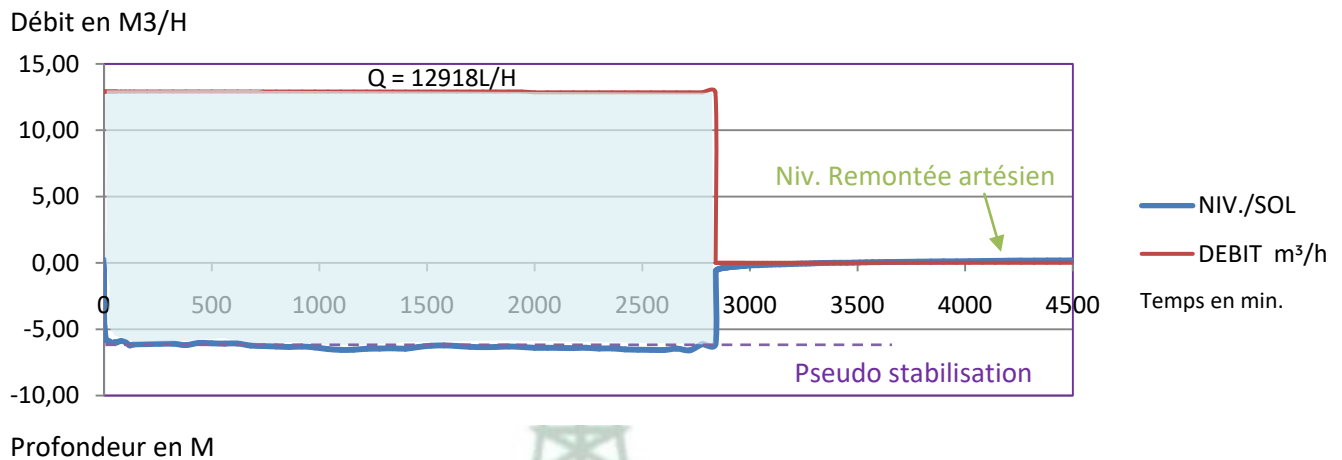 Débit en M3/H
15,00
Q = 12918L/H
10,00
5,00
Niv. Remontée artésien
NIV./SOL
DEBIT m³/h
0,00
0 500 1000 1500 2000 2500 3000 3500 4000 4500
Temps en min.
-5,00
Pseudo stabilisation
-10,00
Profondeur en M